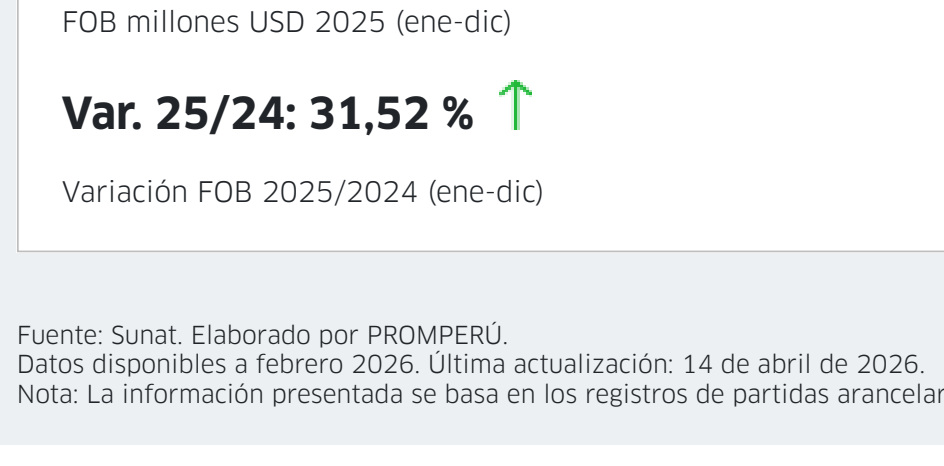 FOB millones USD 2025 (ene-dic)
Var. 25/24: 31,52 %
Variación FOB 2025/2024 (ene-dic)
Fuente: Sunat. Elaborado por PROMPERÚ.
Datos disponibles a febrero 2026. Última actualización: 14 de abril de 2026.
Nota: La información presentada se basa en los registros de partidas arancelar